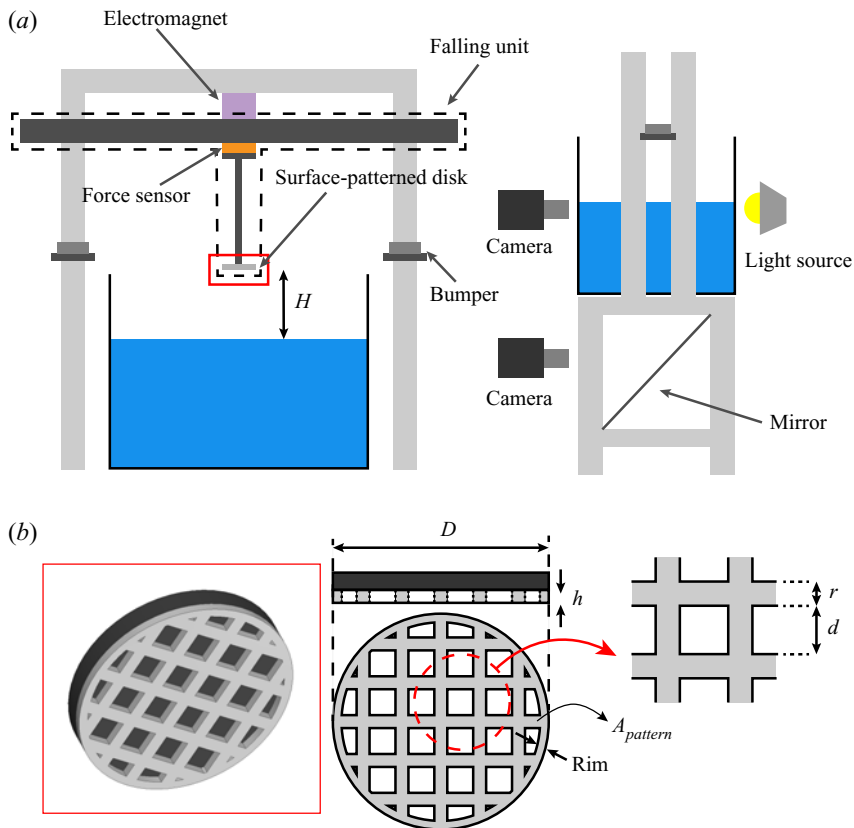 (a)
Electromagnet
Falling unit
Force sensor
Surface-patterned disk
H
Bumper
Camera
Light source
Camera
Mirror
(b)
D
h
r
d
A_pattern
Rim